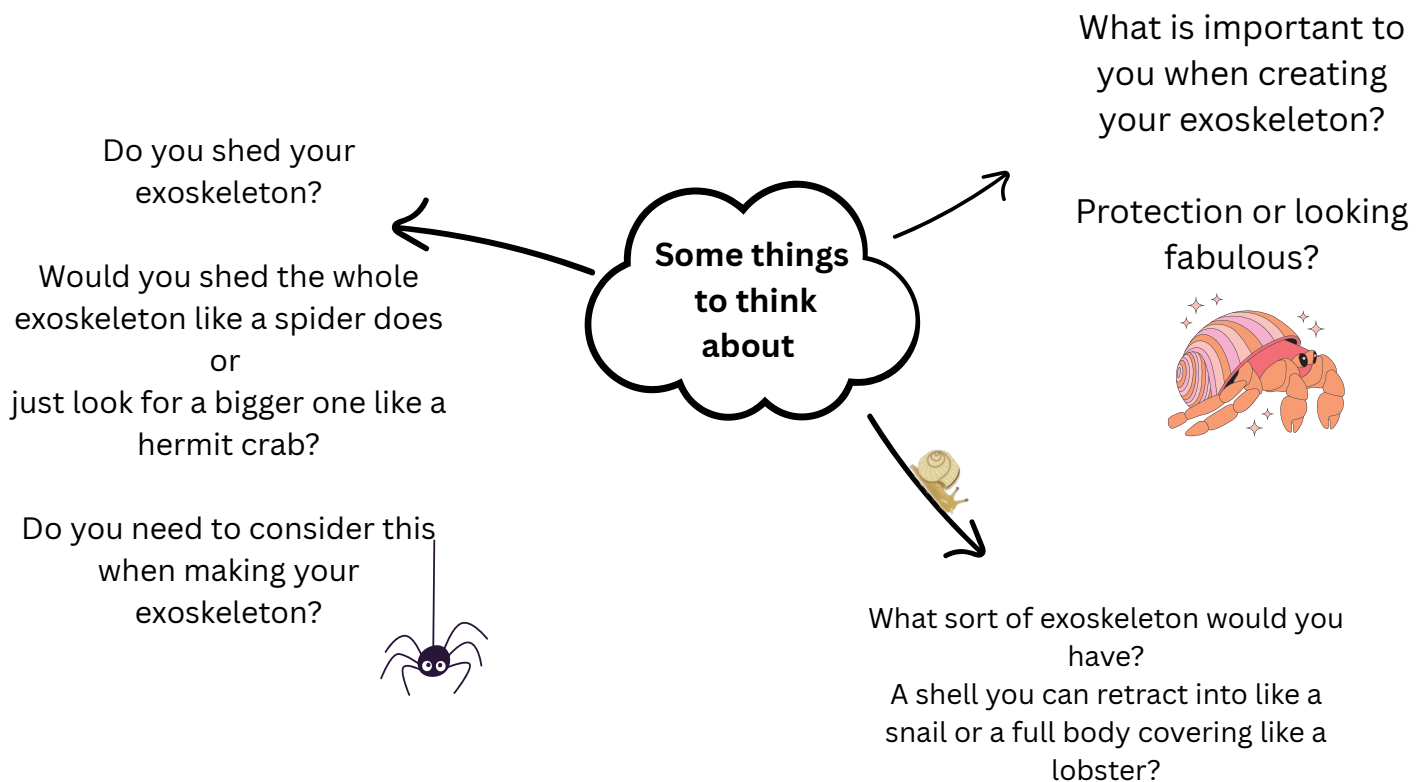 Some things
to think
about
Do you shed your
exoskeleton?
Would you shed the whole
exoskeleton like a spider does
or
just look for a bigger one like a
hermit crab?
Do you need to consider this
when making your
exoskeleton?
What is important to
you when creating
your exoskeleton?
Protection or looking
fabulous?
What sort of exoskeleton would you
have?
A shell you can retract into like a
snail or a full body covering like a
lobster?